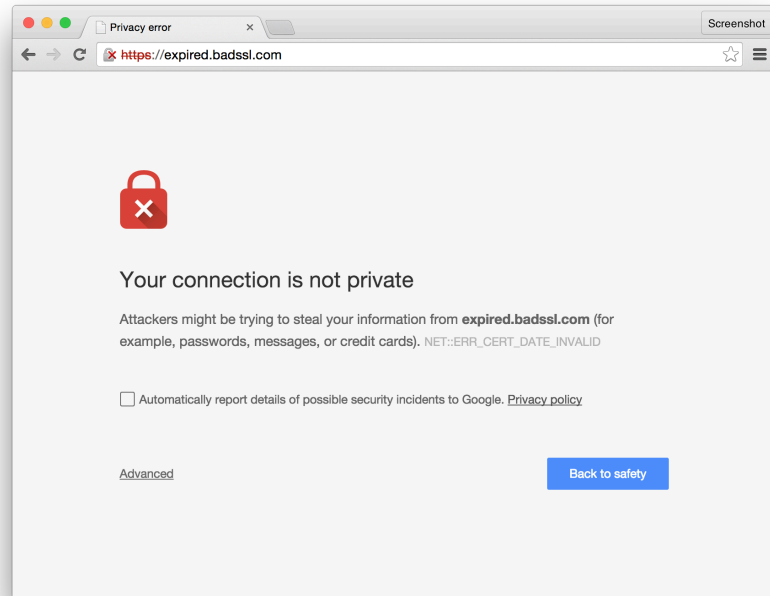 Privacy error
Screenshot
https://expired.badssl.com
Your connection is not private
Attackers might be trying to steal your information from expired.badssl.com (for
example, passwords, messages, or credit cards). NET::ERR_CERT_DATE_INVALID
Automatically report details of possible security incidents to Google. Privacy policy
Advanced
Back to safety